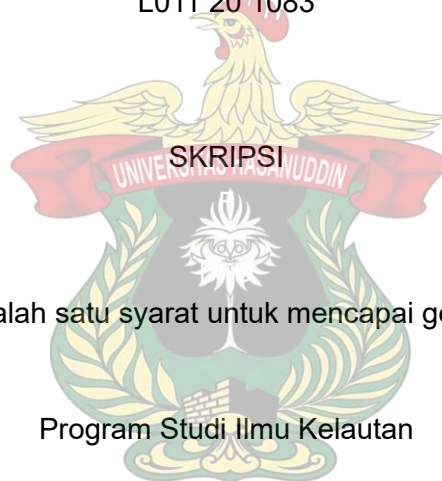 L011 20 1083
SKRIPSI
UNIVERSITAS HASANUDDIN
alah satu syarat untuk mencapai ge
Program Studi Ilmu Kelautan